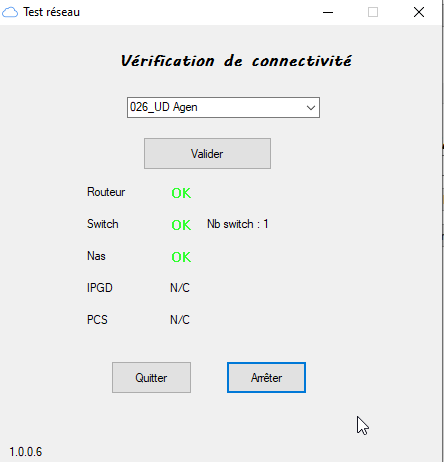 Test réseau
Vérification de connectivité
026_UD Agen
Valider
Routeur OK
Switch OK Nb switch : 1
Nas OK
IPGD N/C
PCS N/C
Quitter Arrêter
1.0.0.6